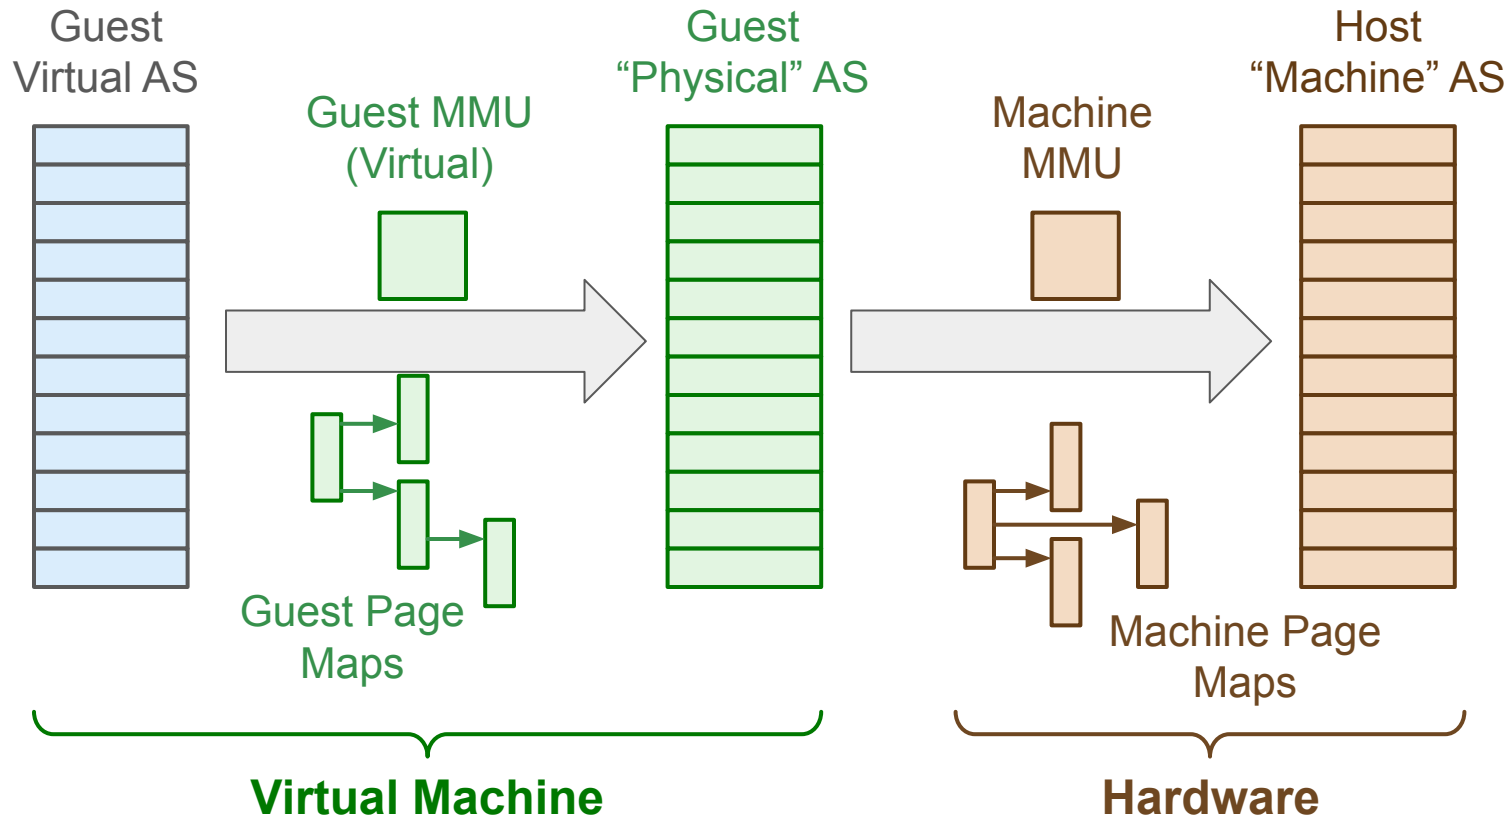 Guest
Virtual AS
Guest MMU
(Virtual)
Guest
“Physical” AS
Machine
MMU
Host
“Machine” AS
Guest Page
Maps
Machine Page
Maps
Virtual Machine
Hardware